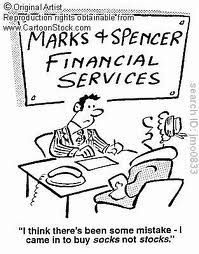 © Original Artist
Reproduction rights obtainable from
www.CartoonStock.com
MARKS & SPENCER
FINANCIAL
SERVICES
"I think there's been some mistake - I
came in to buy socks not stocks."
search ID: jmo0833